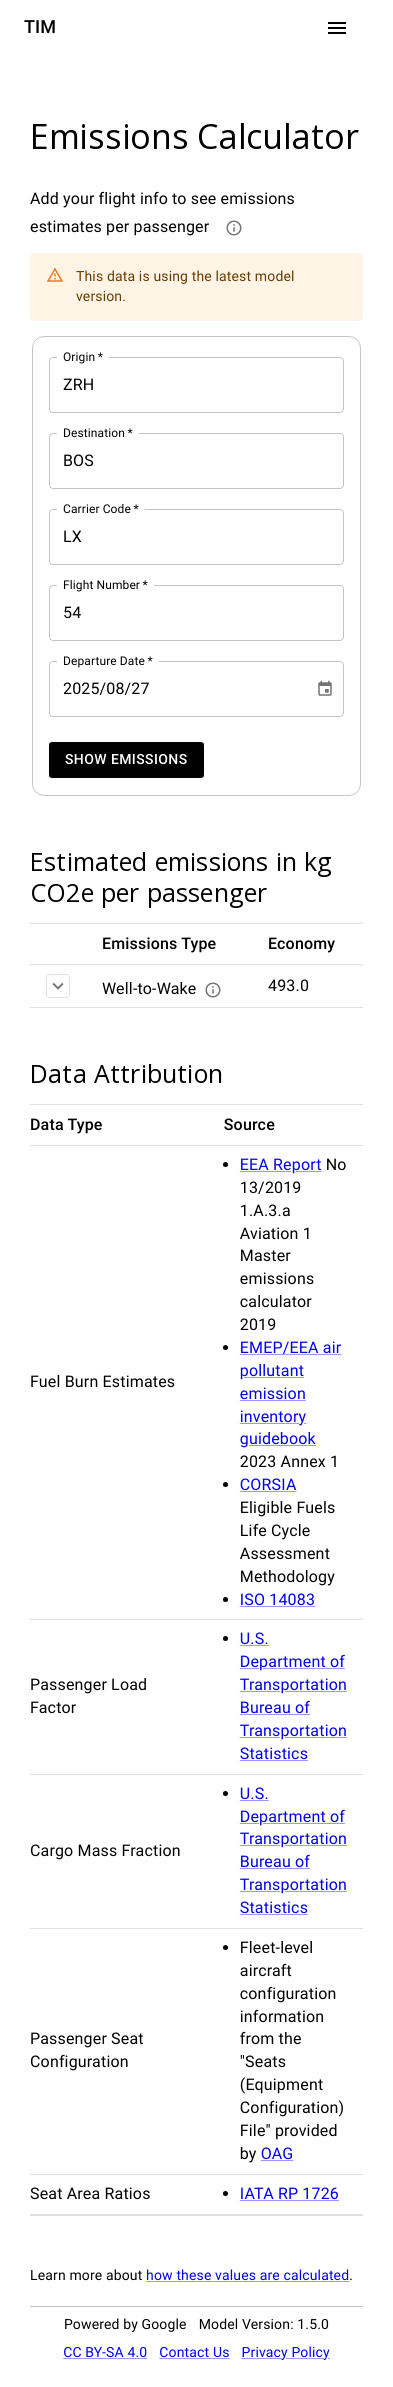 TIM
Emissions Calculator
Add your flight info to see emissions
estimates per passenger
This data is using the latest model
version.
Origin *
ZRH
Destination *
BOS
Carrier Code *
LX
Flight Number *
54
Departure Date *
2025/08/27
SHOW EMISSIONS
Estimated emissions in kg
CO2e per passenger
Emissions Type Economy
Well-to-Wake 493.0
Data Attribution
Data Type Source
Fuel Burn Estimates
• EEA Report No
13/2019
1.A.3.a
Aviation 1
Master
emissions
calculator
2019
• EMEP/EEA air
pollutant
emission
inventory
guidebook
2023 Annex 1
• CORSIA
Eligible Fuels
Life Cycle
Assessment
Methodology
• ISO 14083
Passenger Load
Factor
• U.S.
Department of
Transportation
Bureau of
Transportation
Statistics
Cargo Mass Fraction
• U.S.
Department of
Transportation
Bureau of
Transportation
Statistics
Passenger Seat
Configuration
• Fleet-level
aircraft
configuration
information
from the
"Seats
(Equipment
Configuration)
File" provided
by OAG
Seat Area Ratios
• IATA RP 1726
Learn more about how these values are calculated.
Powered by Google Model Version: 1.5.0
CC BY-SA 4.0 Contact Us Privacy Policy